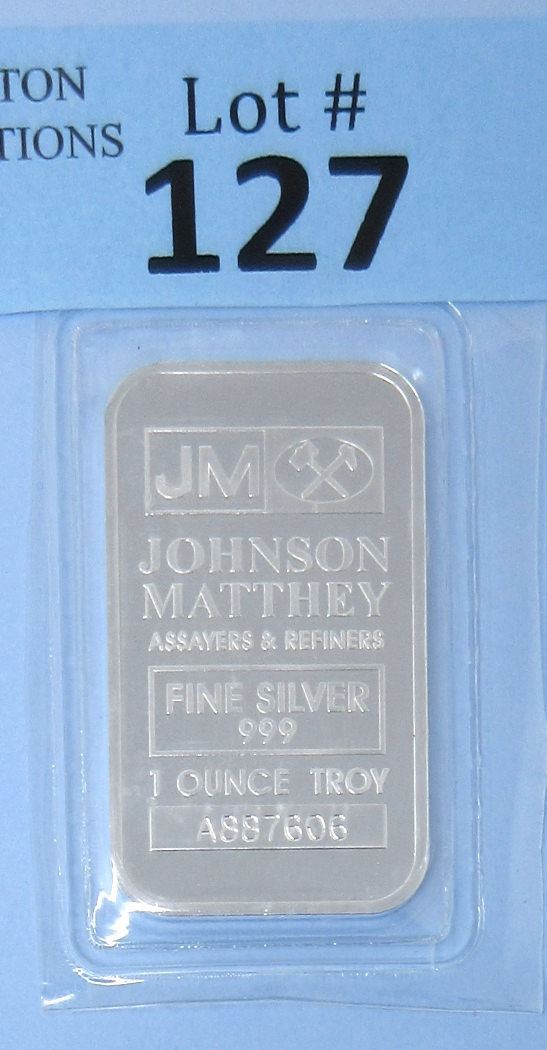 TON
TIONS
Lot #
127
JM
JOHNSON
MATTHEY
ASSAYERS & REFINERS
FINE SILVER
999
1 OUNCE TROY
A887606